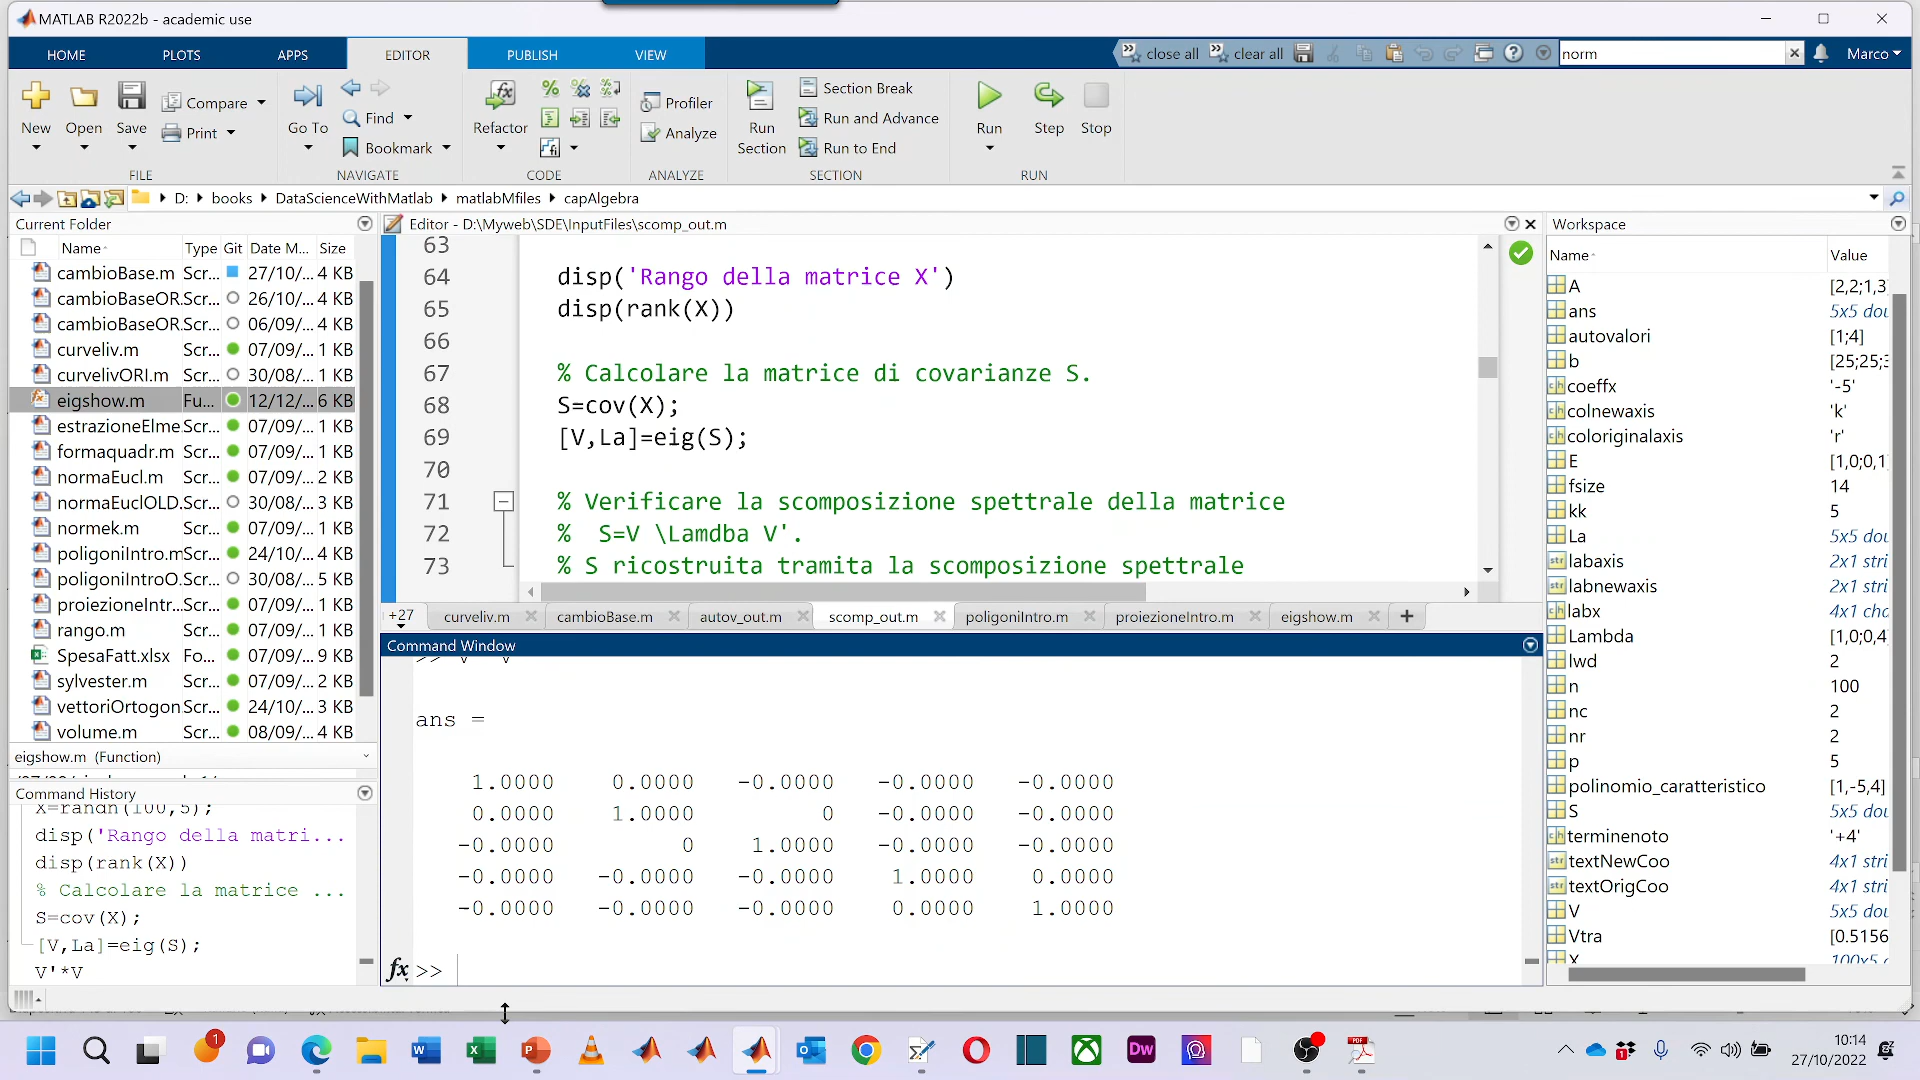 MATLAB R2022b - academic use
HOME PLOTS APPS EDITOR PUBLISH VIEW close all clear all norm Marco
New Open Save Compare Print Go To Find Bookmark Refactor Profiler Analyze Run Section Section Break Run and Advance Run to End Run Step Stop
FILE NAVIGATE CODE ANALYZE SECTION RUN
D: books DataScienceWithMatlab matlabMfiles capAlgebra
Current Folder
Name Type Git Date M... Size
cambioBase.m Scr... 27/10/... 4 KB
cambioBaseOR.Scr... 26/10/... 4 KB
cambioBaseOR.Scr... 06/09/... 4 KB
curveliv.m Scr... 07/09/... 1 KB
curvelivORI.m Scr... 30/08/... 1 KB
eigshow.m Fu... 12/12/... 6 KB
estrazioneElme Scr... 07/09/... 1 KB
formaquadr.m Scr... 07/09/... 1 KB
normaEucl.m Scr... 07/09/... 2 KB
normaEuclOLD.Scr... 30/08/... 3 KB
normek.m Scr... 07/09/... 1 KB
poligoniIntro.mScr... 24/10/... 4 KB
poligoniIntroO.Scr... 30/08/... 5 KB
proiezioneIntr...Scr... 07/09/... 1 KB
rango.m Scr... 07/09/... 1 KB
SpesaFatt.xlsx Fo... 07/09/... 9 KB
sylvester.m Scr... 07/09/... 2 KB
vettoriOrtogon Scr... 24/10/... 3 KB
volume.m Scr... 08/09/... 1 KB
eigshow.m (Function)
Command History
X=randn(100,5);
disp('Rango della matri...
disp(rank(X))
% Calcolare la matrice ...
S=cov(X);
[V,La]=eig(S);
V'*V
Editor - D:\Myweb\SDE\InputFiles\scomp_out.m
63
64 disp('Rango della matrice X')
65 disp(rank(X))
66
67 % Calcolare la matrice di covarianze S.
68 S=cov(X);
69 [V,La]=eig(S);
70
71 % Verificare la scomposizione spettrale della matrice
72 %  S=V \Lamdba V'.
73 % S ricostruita tramita la scomposizione spettrale
+27 curveliv.m cambioBase.m autov_out.m scomp_out.m poligoniIntro.m proiezioneIntro.m eigshow.m +
Command Window
ans =
1.0000 0.0000 -0.0000 -0.0000 -0.0000
0.0000 1.0000 0 -0.0000 -0.0000
-0.0000 0 1.0000 -0.0000 -0.0000
-0.0000 -0.0000 -0.0000 1.0000 0.0000
-0.0000 -0.0000 -0.0000 0.0000 1.0000
fx >>
Workspace
Name Value
A [2,2;1,3]
ans 5x5 dou
autovalori [1;4]
b [25;25;3
coeffx '-5'
colnewaxis 'k'
coloriginalaxis 'r'
E [1,0;0,1]
fsize 14
kk 5
La 5x5 dou
labaxis 2x1 stri
labnewaxis 2x1 stri
labx 4x1 cha
Lambda [1,0;0,4]
lwd 2
n 100
nc 2
nr 2
p 5
polinomio_caratteristico [1,-5,4]
S 5x5 dou
terminenoto '+4'
textNewCoo 4x1 stri
textOrigCoo 4x1 stri
V 5x5 dou
Vtra [0.5156
X 100x5 d
10:14
27/10/2022